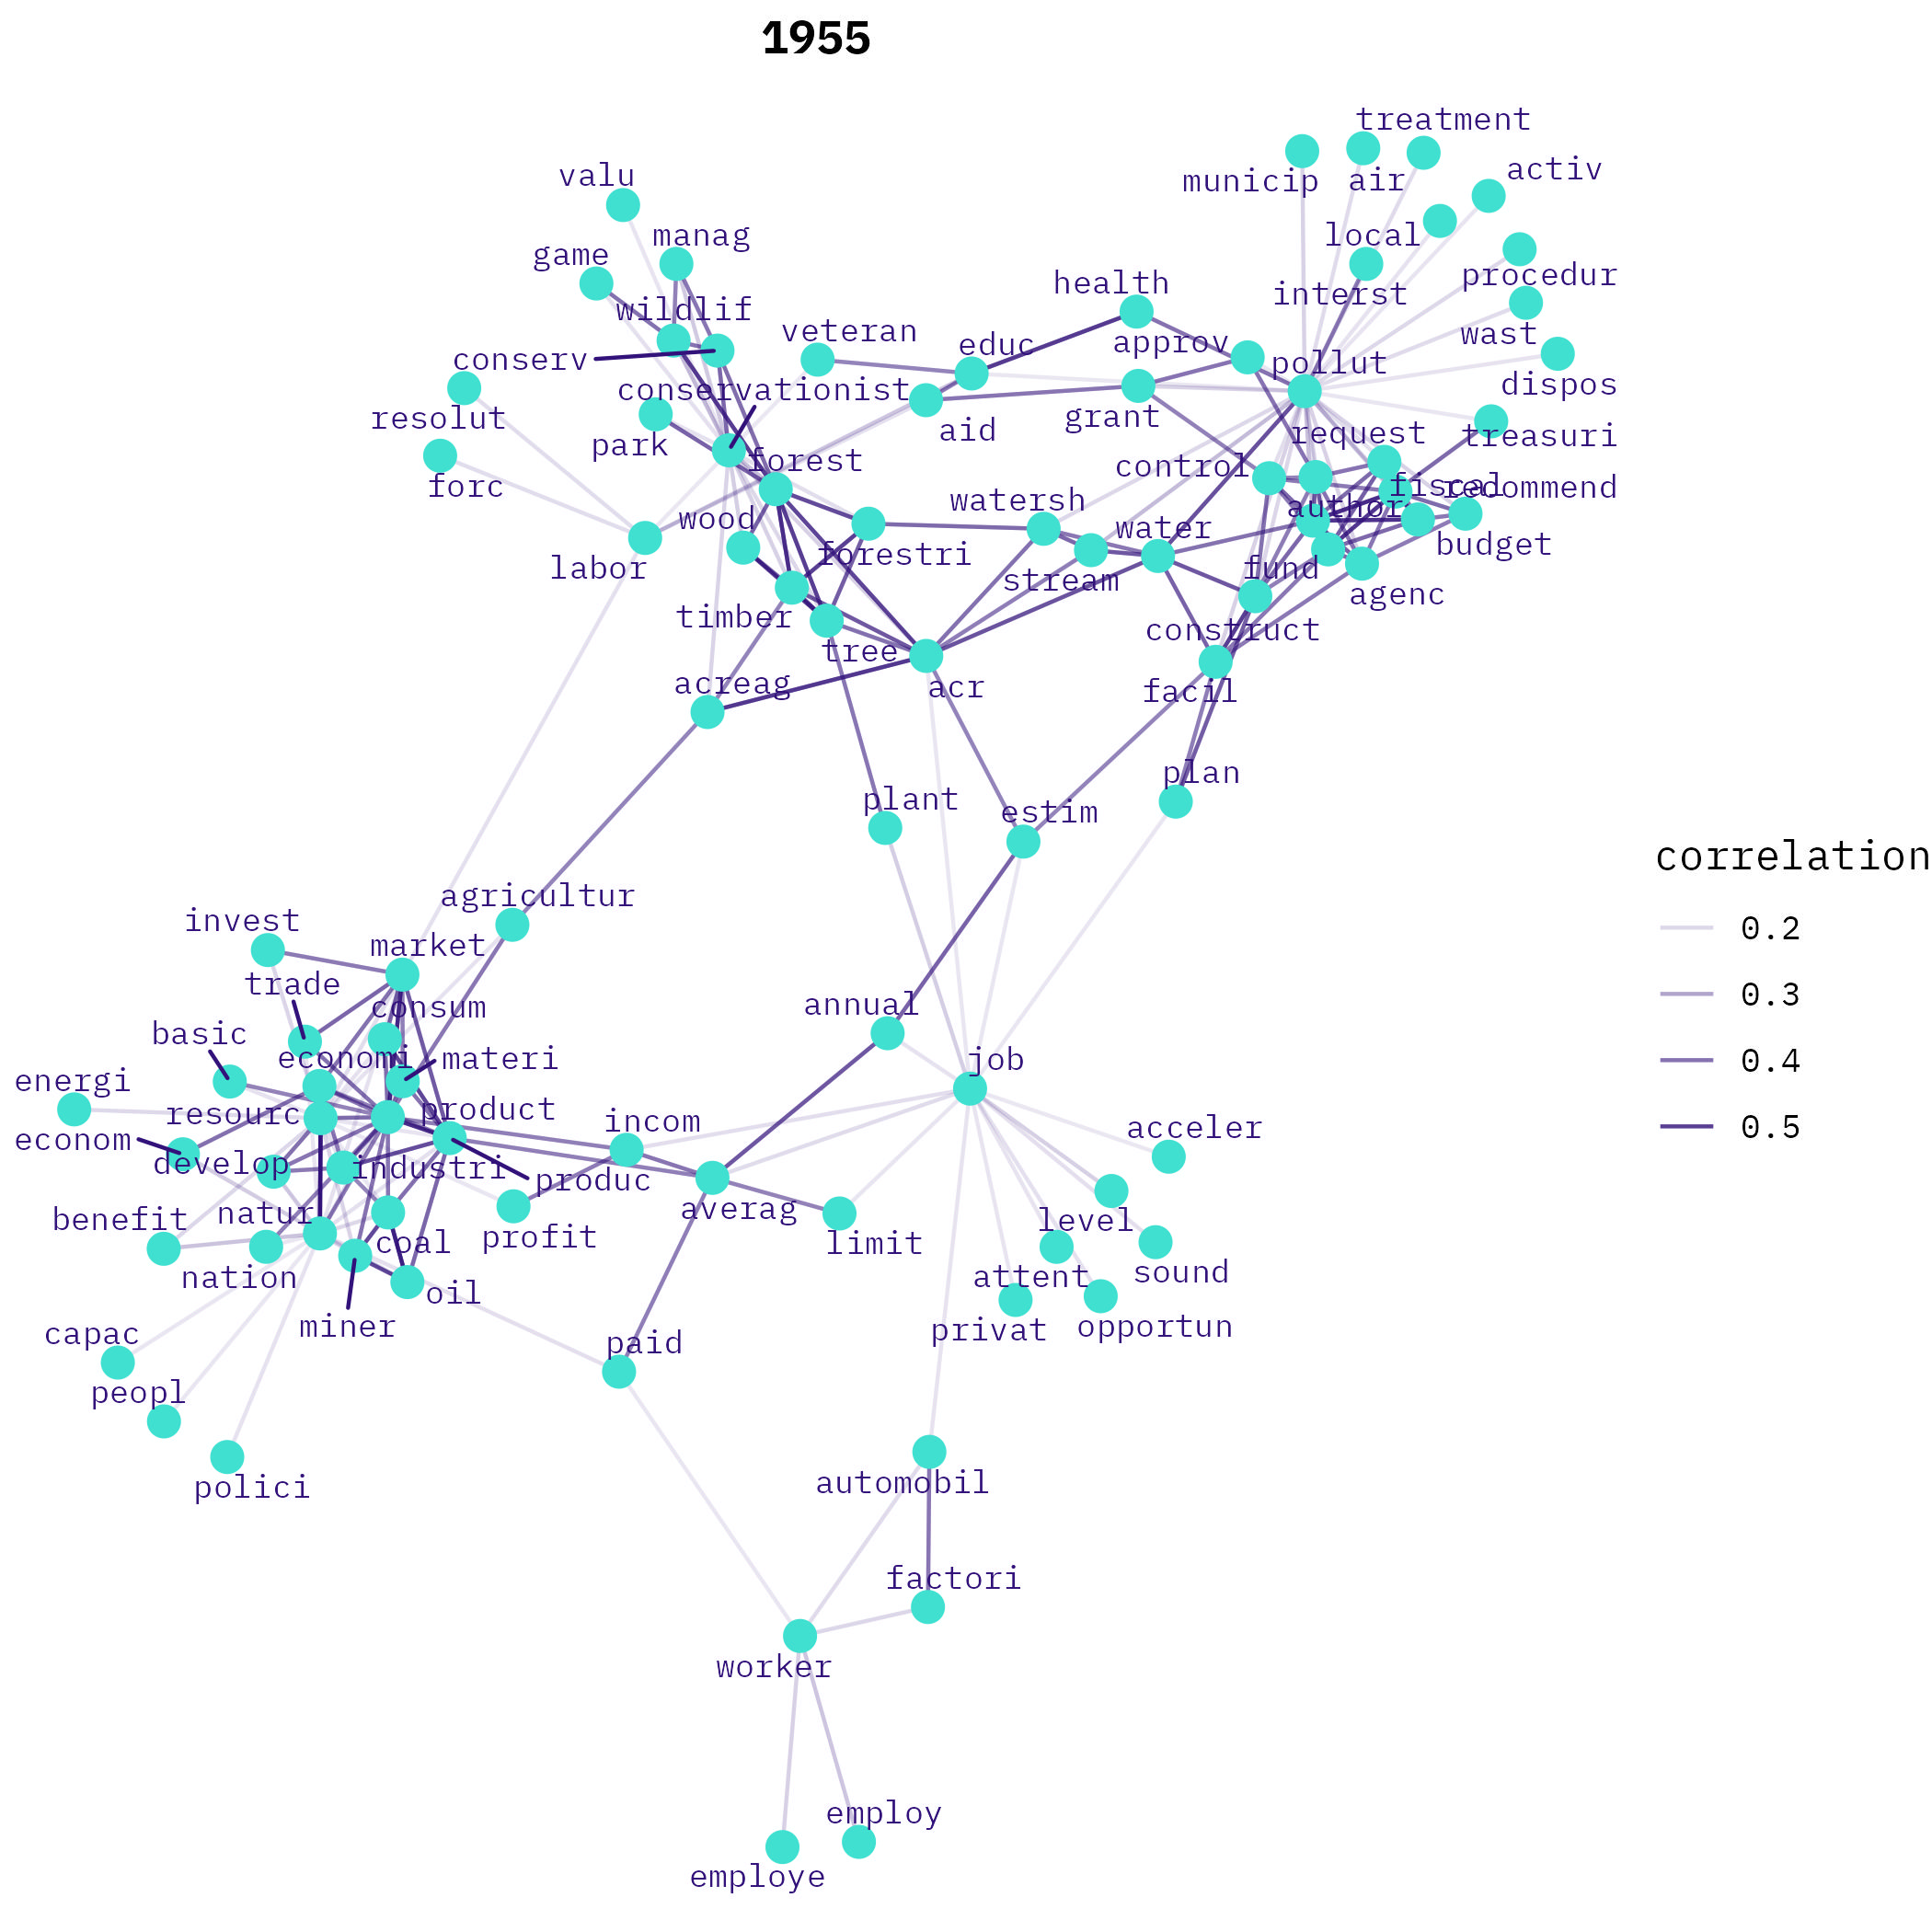 1955
treatment
activ
valu
municip
air
manag
local
game
procedur
health
interst
wildlif
veteran
educ
approv
wast
conserv
pollut
conservationist
dispos
resolut
aid
grant
park
forest
request
treasuri
control
forc
fiscal
recommend
wood
watersh
water
author
labor
forestri
budget
stream
fund
agenc
timber
tree
construct
acreag
acr
facil
plan
plant
estim
correlation
agricultur
invest
0.2
market
trade
0.3
consum
annual
basic
economi
materi
job
0.4
energi
resourc
product
incom
econom
acceler
0.5
develop
industri
produc
averag
benefit
natur
coal
profit
limit
level
nation
oil
attent
sound
capac
miner
paid
privat
opportun
peopl
polici
automobil
factori
worker
employ
employe